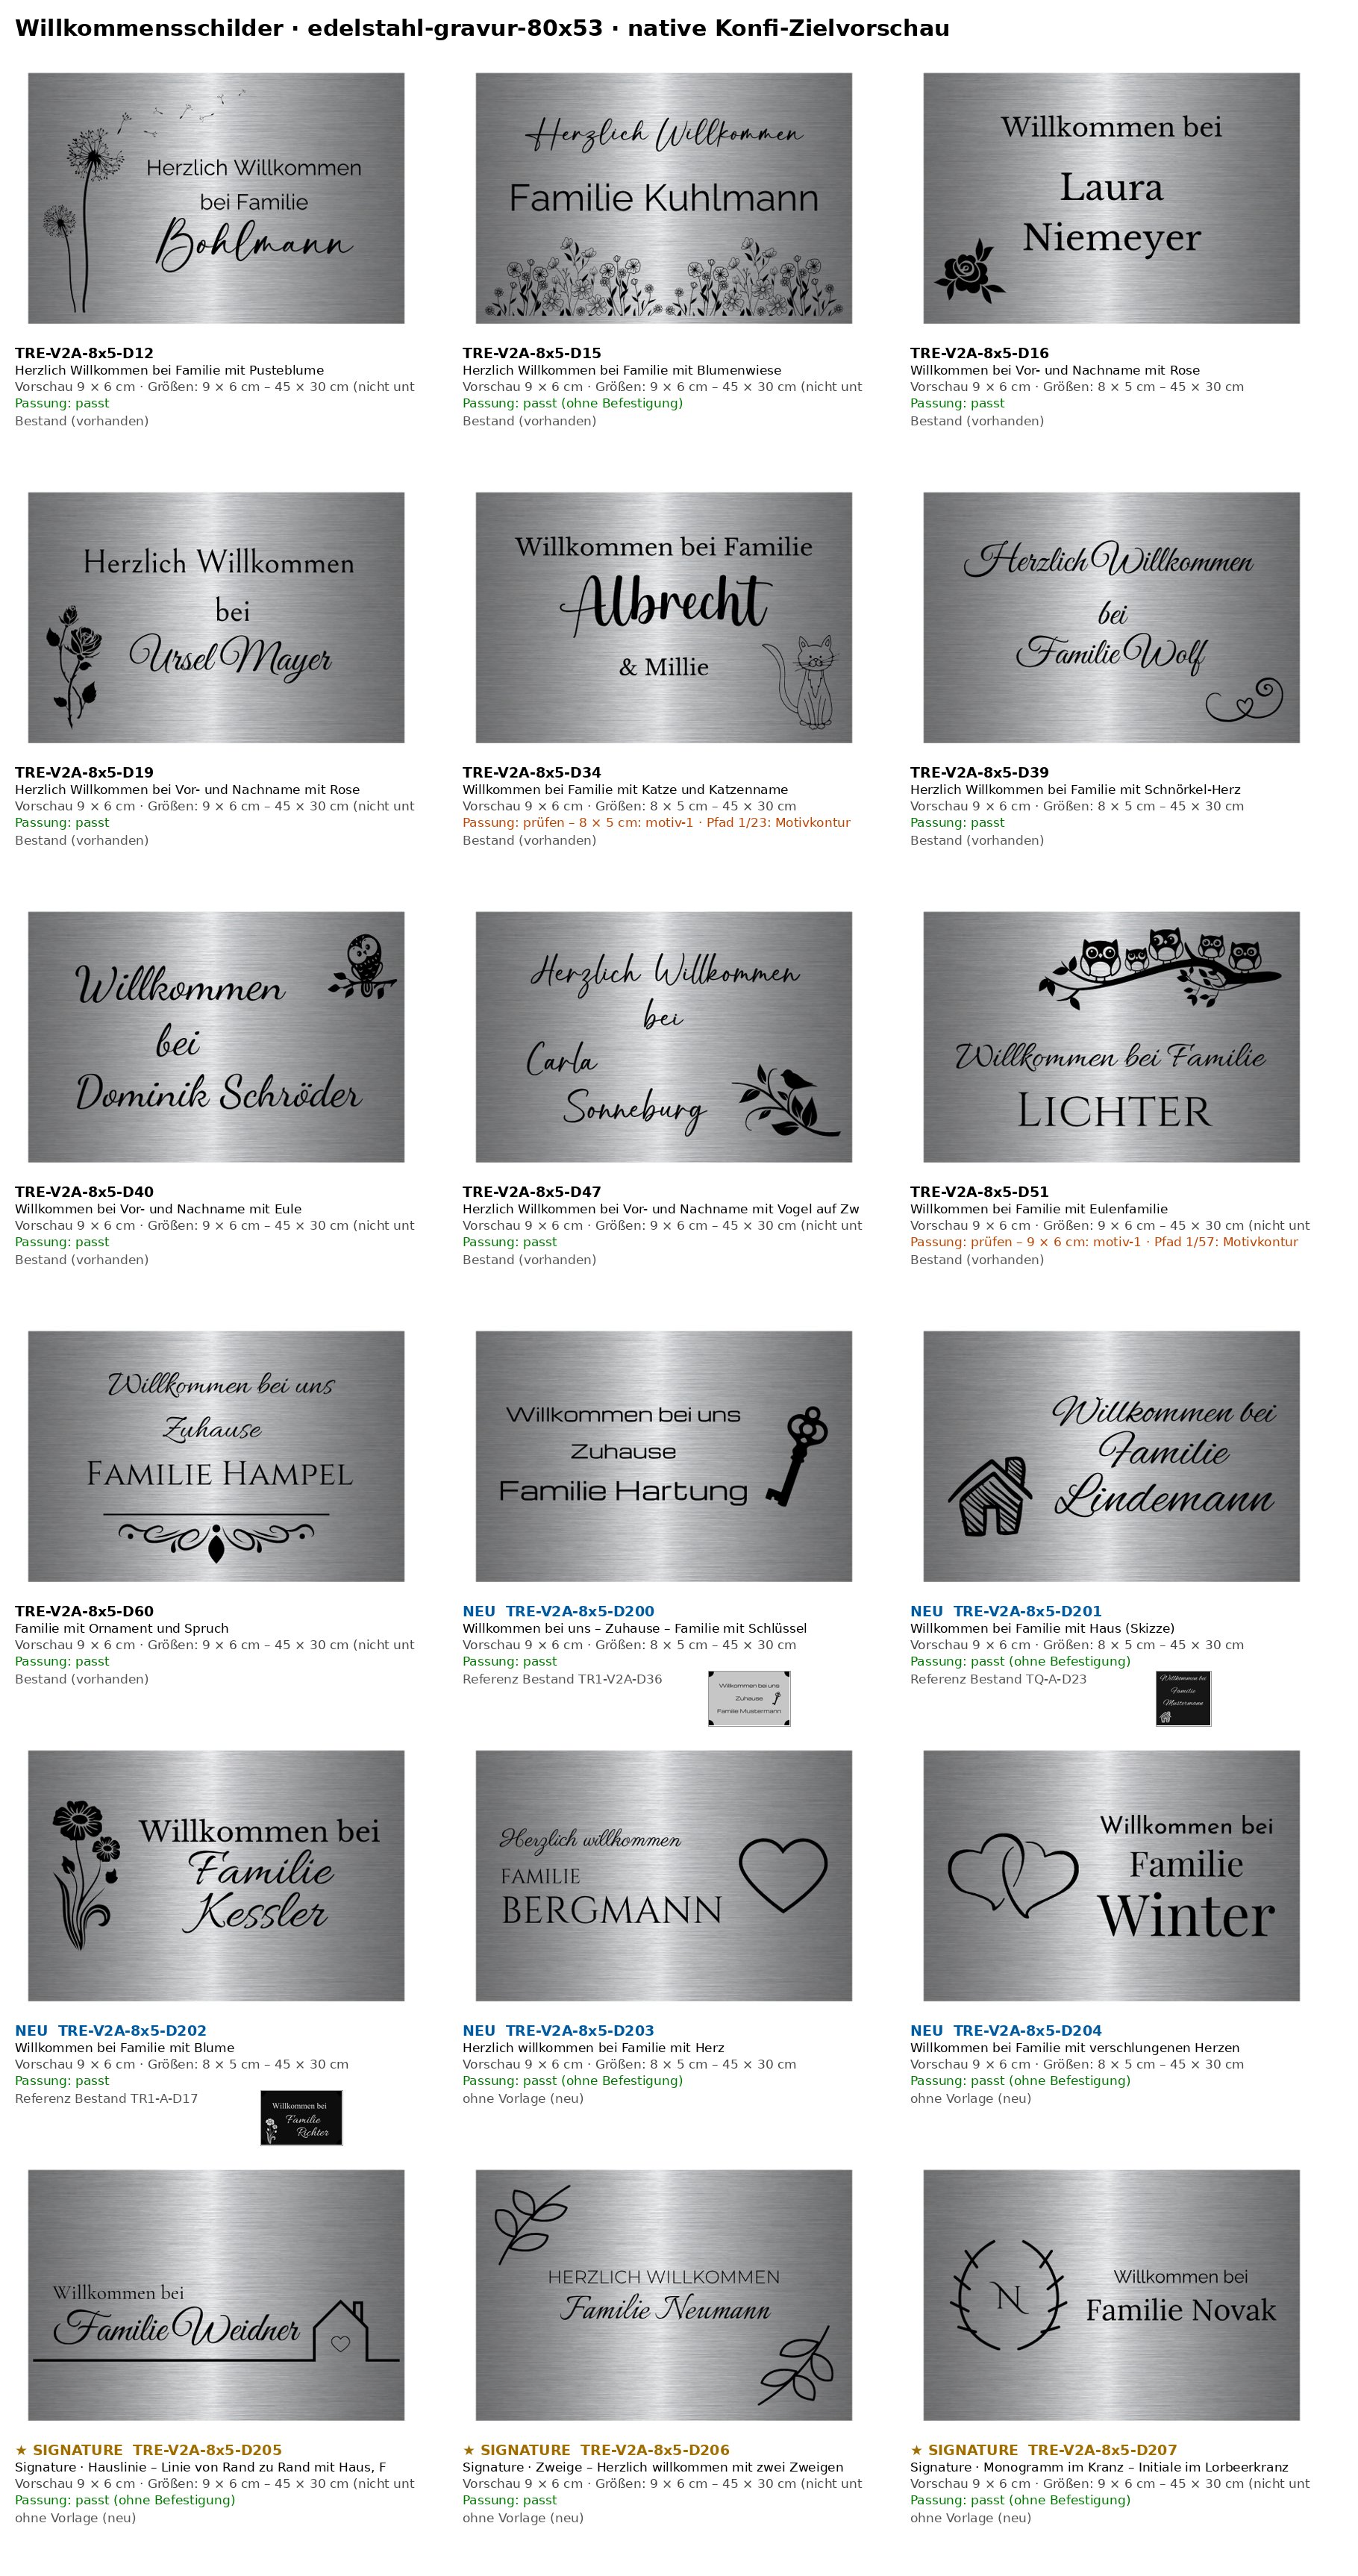 Willkommensschilder · edelstahl-gravur-80x53 · native Konfi-Zielvorschau
Herzlich Willkommen
bei Familie
Bohlmann
TRE-V2A-8x5-D12
Herzlich Willkommen bei Familie mit Pusteblume
Vorschau 9 × 6 cm · Größen: 9 × 6 cm – 45 × 30 cm (nicht unt
Passung: passt
Bestand (vorhanden)
Herzlich Willkommen
Familie Kuhlmann
TRE-V2A-8x5-D15
Herzlich Willkommen bei Familie mit Blumenwiese
Vorschau 9 × 6 cm · Größen: 9 × 6 cm – 45 × 30 cm (nicht unt
Passung: passt (ohne Befestigung)
Bestand (vorhanden)
Willkommen bei
Laura
Niemeyer
TRE-V2A-8x5-D16
Willkommen bei Vor- und Nachname mit Rose
Vorschau 9 × 6 cm · Größen: 8 × 5 cm – 45 × 30 cm
Passung: passt
Bestand (vorhanden)
Herzlich Willkommen
bei
Ursel Mayer
TRE-V2A-8x5-D19
Herzlich Willkommen bei Vor- und Nachname mit Rose
Vorschau 9 × 6 cm · Größen: 9 × 6 cm – 45 × 30 cm (nicht unt
Passung: passt
Bestand (vorhanden)
Willkommen bei Familie
Albrecht
& Millie
TRE-V2A-8x5-D34
Willkommen bei Familie mit Katze und Katzenname
Vorschau 9 × 6 cm · Größen: 8 × 5 cm – 45 × 30 cm
Passung: prüfen – 8 × 5 cm: motiv-1 · Pfad 1/23: Motivkontur
Bestand (vorhanden)
Herzlich Willkommen
bei
Familie Wolf
TRE-V2A-8x5-D39
Herzlich Willkommen bei Familie mit Schnörkel-Herz
Vorschau 9 × 6 cm · Größen: 8 × 5 cm – 45 × 30 cm
Passung: passt
Bestand (vorhanden)
Willkommen
bei
Dominik Schröder
TRE-V2A-8x5-D40
Willkommen bei Vor- und Nachname mit Eule
Vorschau 9 × 6 cm · Größen: 9 × 6 cm – 45 × 30 cm (nicht unt
Passung: passt
Bestand (vorhanden)
Herzlich Willkommen
bei
Carla
Sonneburg
TRE-V2A-8x5-D47
Herzlich Willkommen bei Vor- und Nachname mit Vogel auf Zw
Vorschau 9 × 6 cm · Größen: 9 × 6 cm – 45 × 30 cm (nicht unt
Passung: passt
Bestand (vorhanden)
Willkommen bei Familie
LICHTER
TRE-V2A-8x5-D51
Willkommen bei Familie mit Eulenfamilie
Vorschau 9 × 6 cm · Größen: 9 × 6 cm – 45 × 30 cm (nicht unt
Passung: prüfen – 9 × 6 cm: motiv-1 · Pfad 1/57: Motivkontur
Bestand (vorhanden)
Willkommen bei uns
Zuhause
FAMILIE HAMPEL
TRE-V2A-8x5-D60
Familie mit Ornament und Spruch
Vorschau 9 × 6 cm · Größen: 9 × 6 cm – 45 × 30 cm (nicht unt
Passung: passt
Bestand (vorhanden)
Willkommen bei uns
Zuhause
Familie Hartung
NEU TRE-V2A-8x5-D200
Willkommen bei uns – Zuhause – Familie mit Schlüssel
Vorschau 9 × 6 cm · Größen: 8 × 5 cm – 45 × 30 cm
Passung: passt
Referenz Bestand TR1-V2A-D36
Willkommen bei uns
Zuhause
Familie Mustermann
Willkommen bei
Familie
Lindemann
NEU TRE-V2A-8x5-D201
Willkommen bei Familie mit Haus (Skizze)
Vorschau 9 × 6 cm · Größen: 8 × 5 cm – 45 × 30 cm
Passung: passt (ohne Befestigung)
Referenz Bestand TQ-A-D23
Willkommen bei
Familie
Mustermann
Willkommen bei
Familie
Kessler
NEU TRE-V2A-8x5-D202
Willkommen bei Familie mit Blume
Vorschau 9 × 6 cm · Größen: 8 × 5 cm – 45 × 30 cm
Passung: passt
Referenz Bestand TR1-A-D17
Willkommen bei
Familie
Richter
Herzlich willkommen
FAMILIE
BERGMANN
NEU TRE-V2A-8x5-D203
Herzlich willkommen bei Familie mit Herz
Vorschau 9 × 6 cm · Größen: 8 × 5 cm – 45 × 30 cm
Passung: passt (ohne Befestigung)
ohne Vorlage (neu)
Willkommen bei
Familie
Winter
NEU TRE-V2A-8x5-D204
Willkommen bei Familie mit verschlungenen Herzen
Vorschau 9 × 6 cm · Größen: 8 × 5 cm – 45 × 30 cm
Passung: passt (ohne Befestigung)
ohne Vorlage (neu)
Willkommen bei
Familie Weidner
★ SIGNATURE TRE-V2A-8x5-D205
Signature · Hauslinie – Linie von Rand zu Rand mit Haus, F
Vorschau 9 × 6 cm · Größen: 9 × 6 cm – 45 × 30 cm (nicht unt
Passung: passt (ohne Befestigung)
ohne Vorlage (neu)
HERZLICH WILLKOMMEN
Familie Neumann
★ SIGNATURE TRE-V2A-8x5-D206
Signature · Zweige – Herzlich willkommen mit zwei Zweigen
Vorschau 9 × 6 cm · Größen: 9 × 6 cm – 45 × 30 cm (nicht unt
Passung: passt
ohne Vorlage (neu)
N
Willkommen bei
Familie Novak
★ SIGNATURE TRE-V2A-8x5-D207
Signature · Monogramm im Kranz – Initiale im Lorbeerkranz
Vorschau 9 × 6 cm · Größen: 9 × 6 cm – 45 × 30 cm (nicht unt
Passung: passt (ohne Befestigung)
ohne Vorlage (neu)